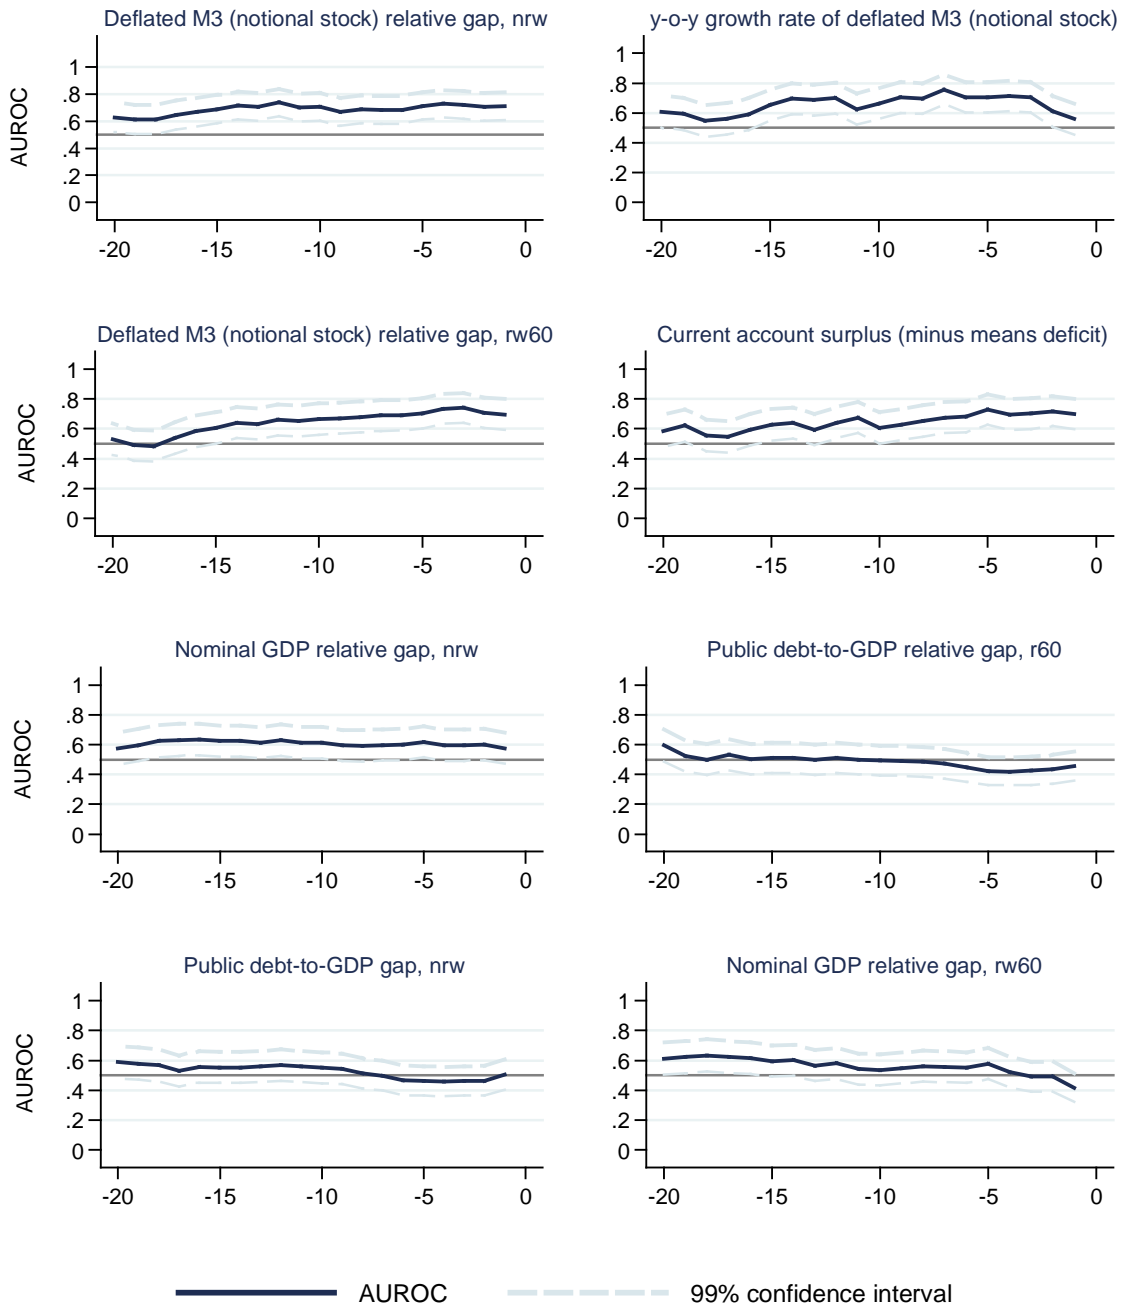 Deflated M3 (notional stock) relative gap, nrw
y-o-y growth rate of deflated M3 (notional stock)
AUROC
1
.8
.6
.4
.2
0
-20 -15 -10 -5 0
1
.8
.6
.4
.2
0
-20 -15 -10 -5 0
Deflated M3 (notional stock) relative gap, rw60
Current account surplus (minus means deficit)
AUROC
1
.8
.6
.4
.2
0
-20 -15 -10 -5 0
1
.8
.6
.4
.2
0
-20 -15 -10 -5 0
Nominal GDP relative gap, nrw
Public debt-to-GDP relative gap, r60
AUROC
1
.8
.6
.4
.2
0
-20 -15 -10 -5 0
1
.8
.6
.4
.2
0
-20 -15 -10 -5 0
Public debt-to-GDP gap, nrw
Nominal GDP relative gap, rw60
AUROC
1
.8
.6
.4
.2
0
-20 -15 -10 -5 0
1
.8
.6
.4
.2
0
-20 -15 -10 -5 0
AUROC
99% confidence interval